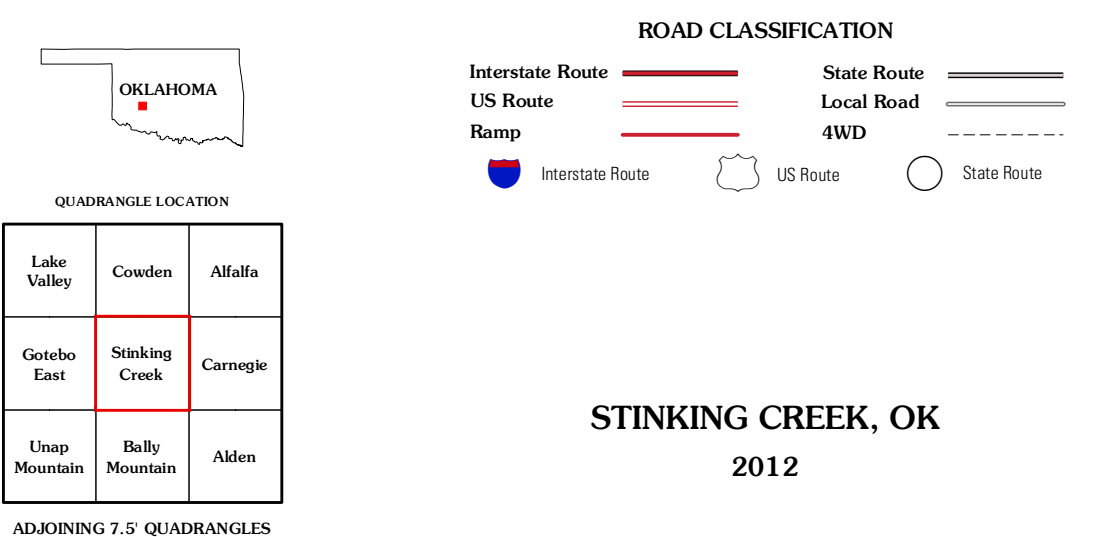 OKLAHOMA
QUADRANGLE LOCATION
Lake
Valley
Cowden
Alfalfa
Gotebo
East
Stinking
Creek
Carnegie
Unap
Mountain
Bally
Mountain
Alden
ADJOINING 7.5' QUADRANGLES
ROAD CLASSIFICATION
Interstate Route
State Route
US Route
Local Road
Ramp
4WD
Interstate Route
US Route
State Route
STINKING CREEK, OK
2012